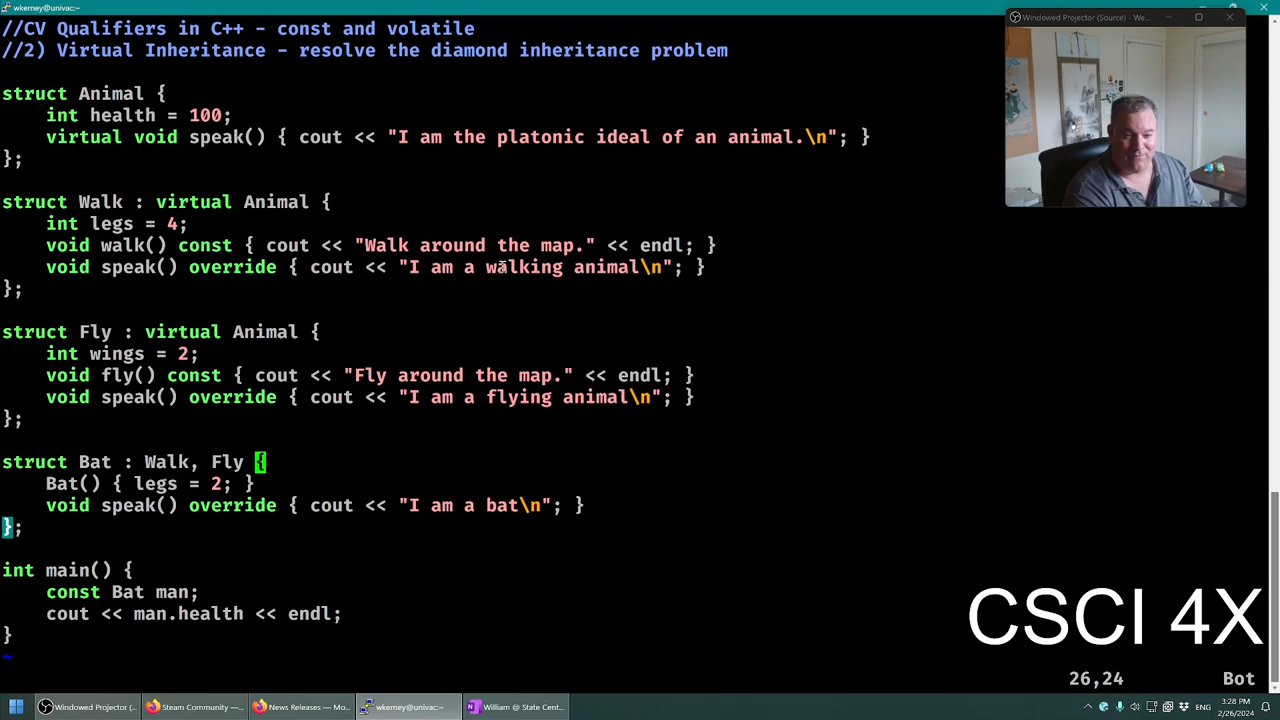 wkerney@univac:~
//CV Qualifiers in C++ - const and volatile
//2) Virtual Inheritance - resolve the diamond inheritance problem
Windowed Projector (Source) - We...
struct Animal {
    int health = 100;
    virtual void speak() { cout << "I am the platonic ideal of an animal.\n"; }
};
struct Walk : virtual Animal {
    int legs = 4;
    void walk() const { cout << "Walk around the map." << endl; }
    void speak() override { cout << "I am a walking animal\n"; }
};
struct Fly : virtual Animal {
    int wings = 2;
    void fly() const { cout << "Fly around the map." << endl; }
    void speak() override { cout << "I am a flying animal\n"; }
};
struct Bat : Walk, Fly {
    Bat() { legs = 2; }
    void speak() override { cout << "I am a bat\n"; }
};
int main() {
    const Bat man;
    cout << man.health << endl;
}
~
CSCI 4X
26,24 Bot
Windowed Projector (...
Steam Community —...
News Releases — Mo...
wkerney@univac:~
William @ State Cent...
3:28 PM
2/26/2024